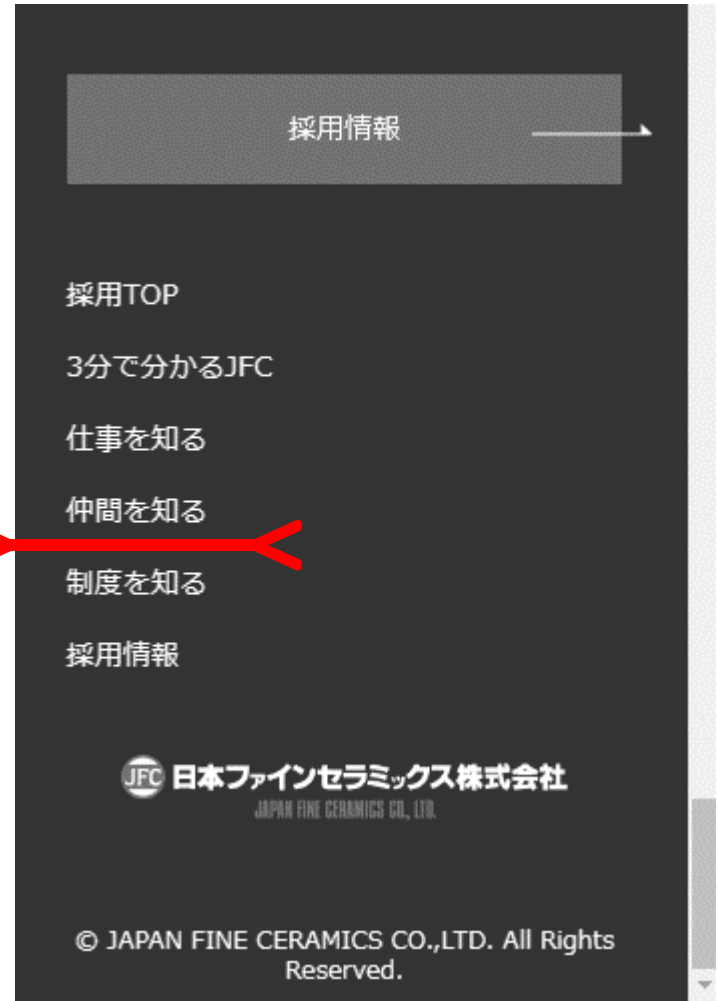 採用情報
採用TOP
3分で分かるJFC
仕事を知る
仲間を知る
制度を知る
採用情報
JFC 日本ファインセラミックス株式会社
JAPAN FINE CERAMICS CO., LTD.
© JAPAN FINE CERAMICS CO.,LTD. All Rights
Reserved.